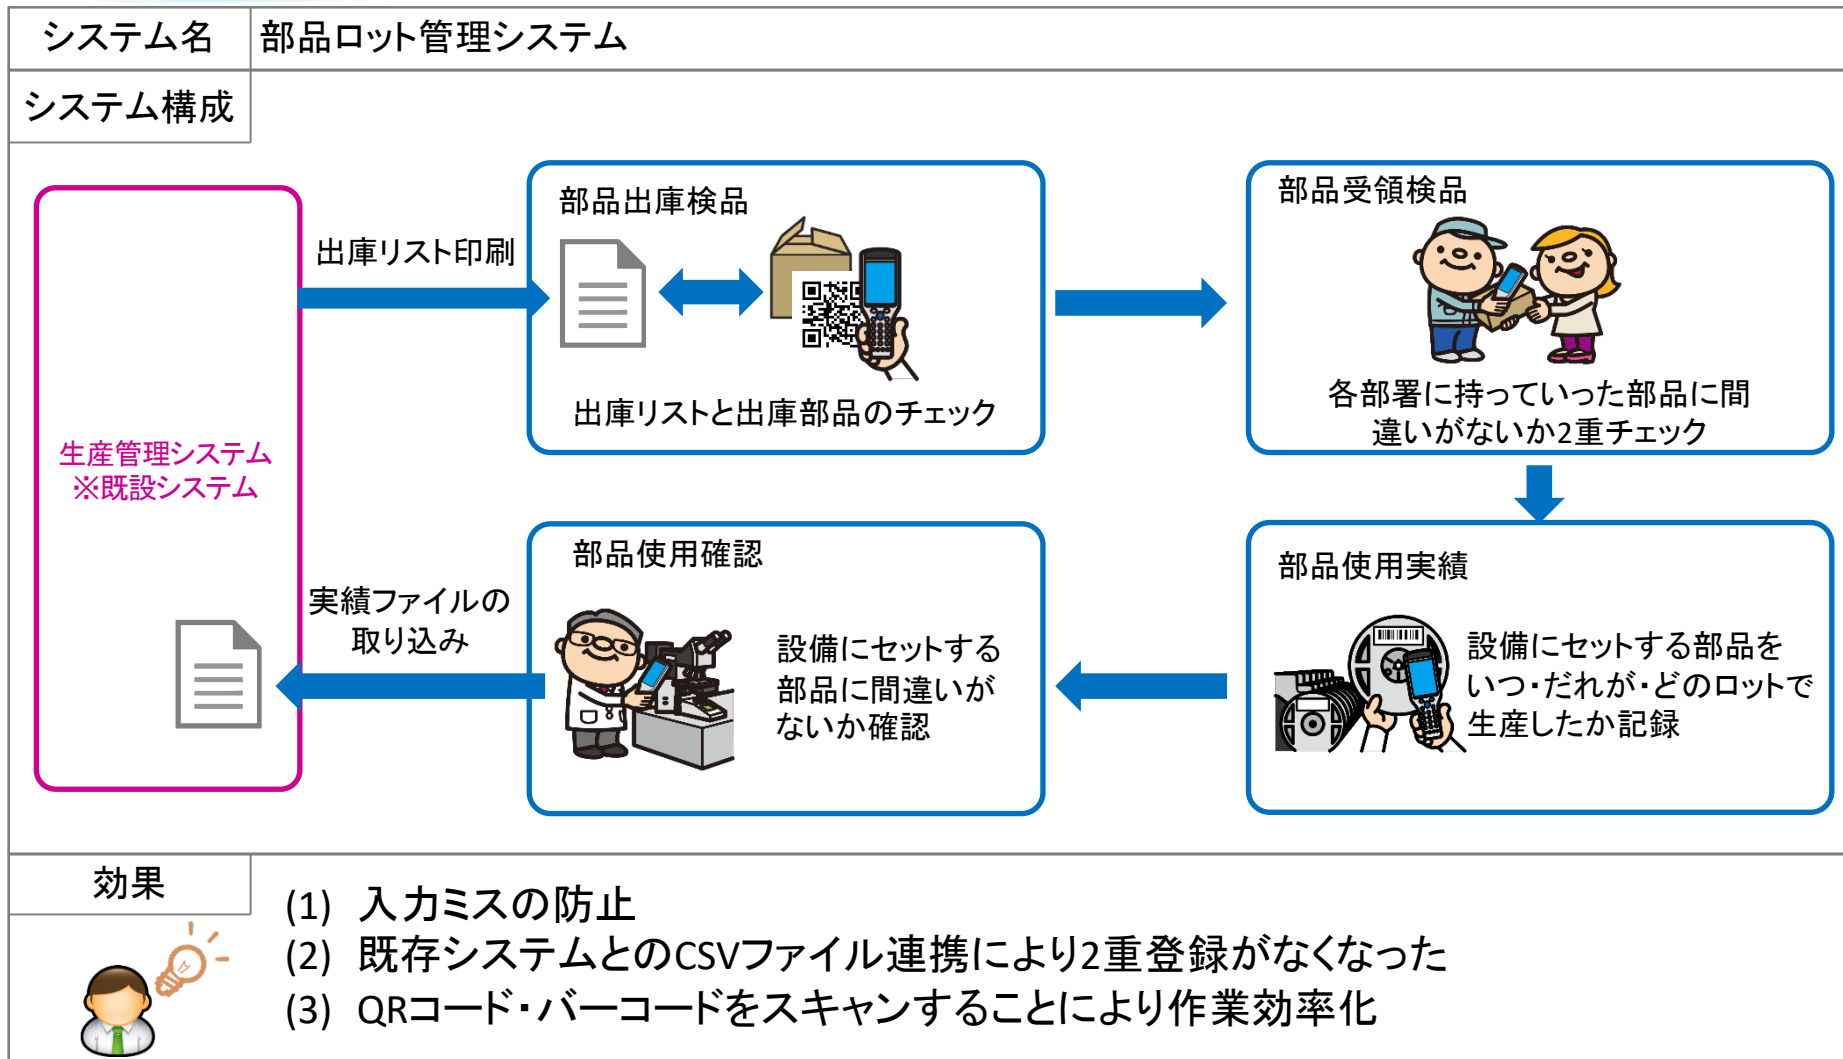 システム名
部品ロット管理システム
システム構成
生産管理システム
※既設システム
出庫リスト印刷
部品出庫検品
出庫リストと出庫部品のチェック
部品受領検品
各部署に持っていった部品に間
違いがないか2重チェック
部品使用実績
設備にセットする部品を
いつ・だれが・どのロットで
生産したか記録
部品使用確認
設備にセットする
部品に間違いが
ないか確認
実績ファイルの
取り込み
効果
(1) 入力ミスの防止
(2) 既存システムとのCSVファイル連携により2重登録がなくなった
(3) QRコード・バーコードをスキャンすることにより作業効率化